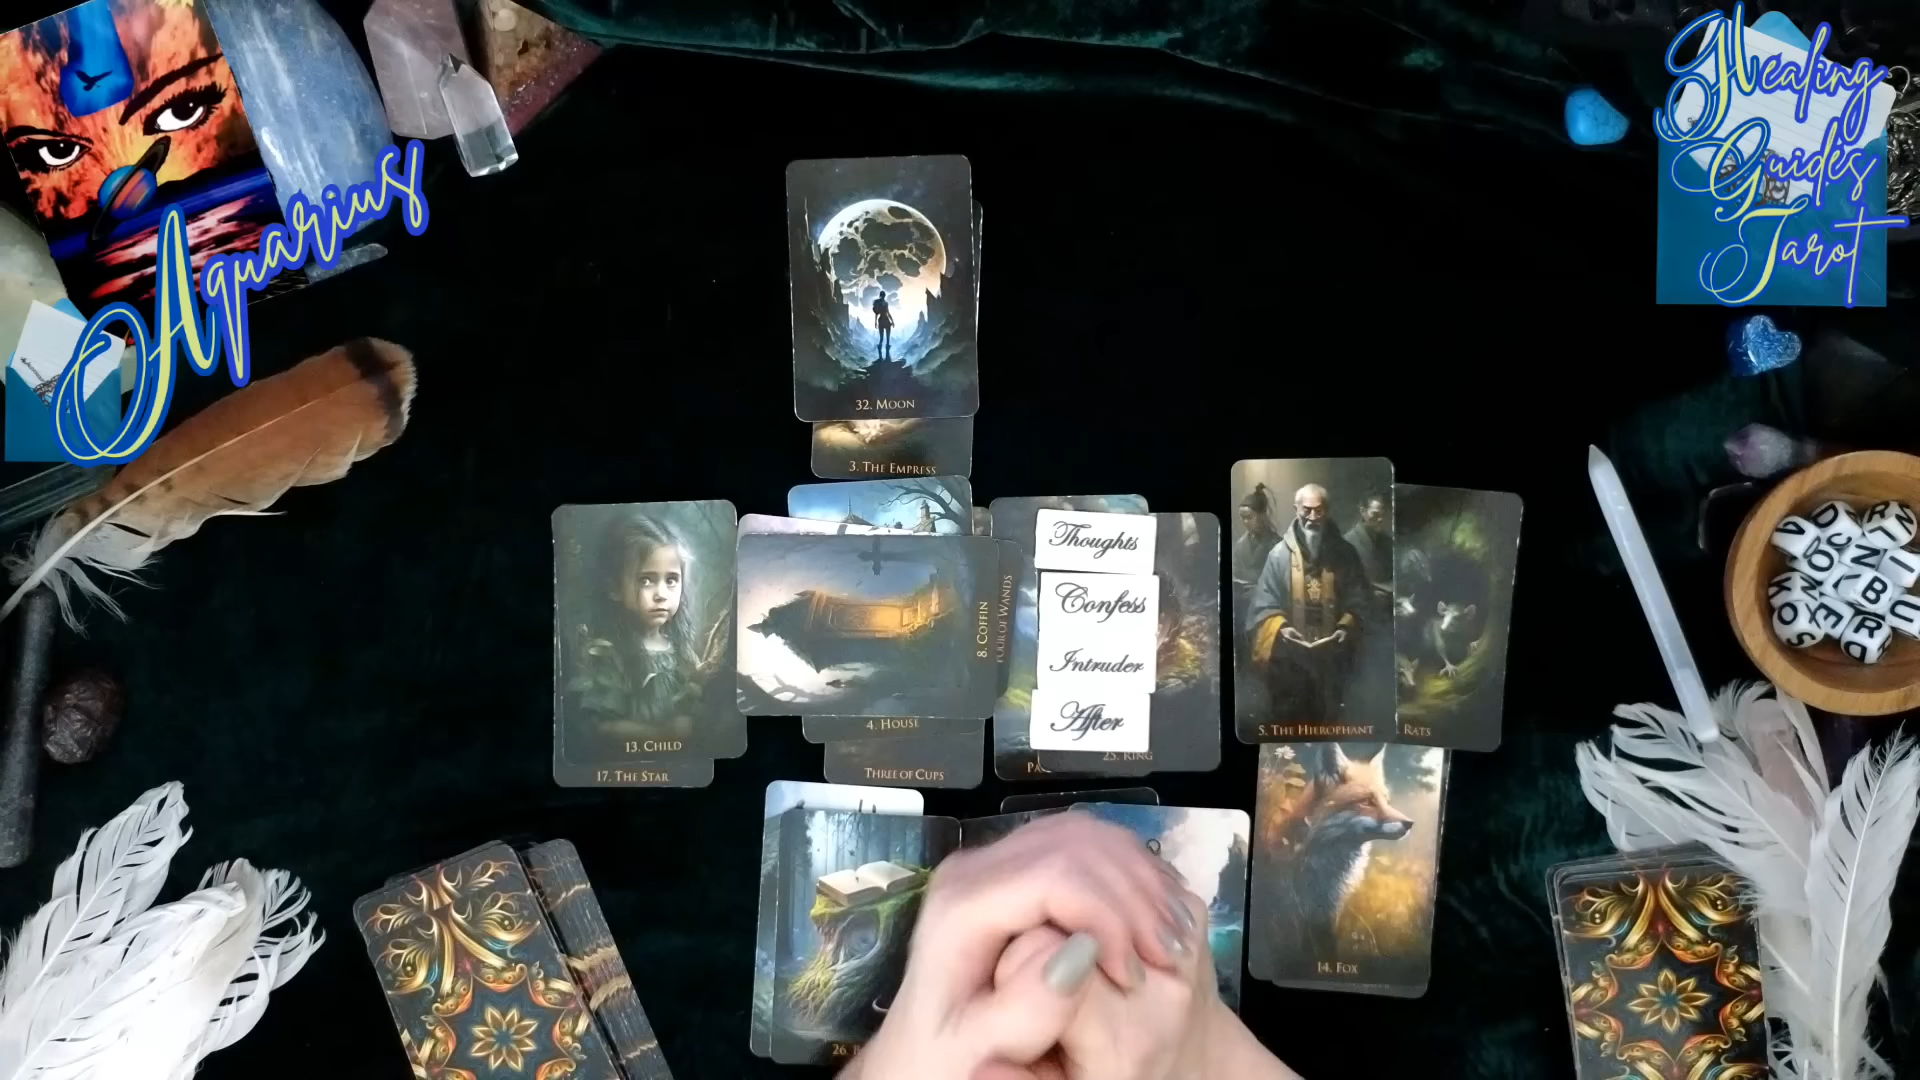 Aquarius
Healing
Guides
Tarot
32. MOON
3. THE EMPRESS
13. CHILD
17. THE STAR
8. COFFIN
FOUR OF WANDS
4. HOUSE
THREE OF CUPS
Thoughts
Confess
Intruder
After
25. RING
5. THE HIEROPHANT
RATS
14. FOX
26.